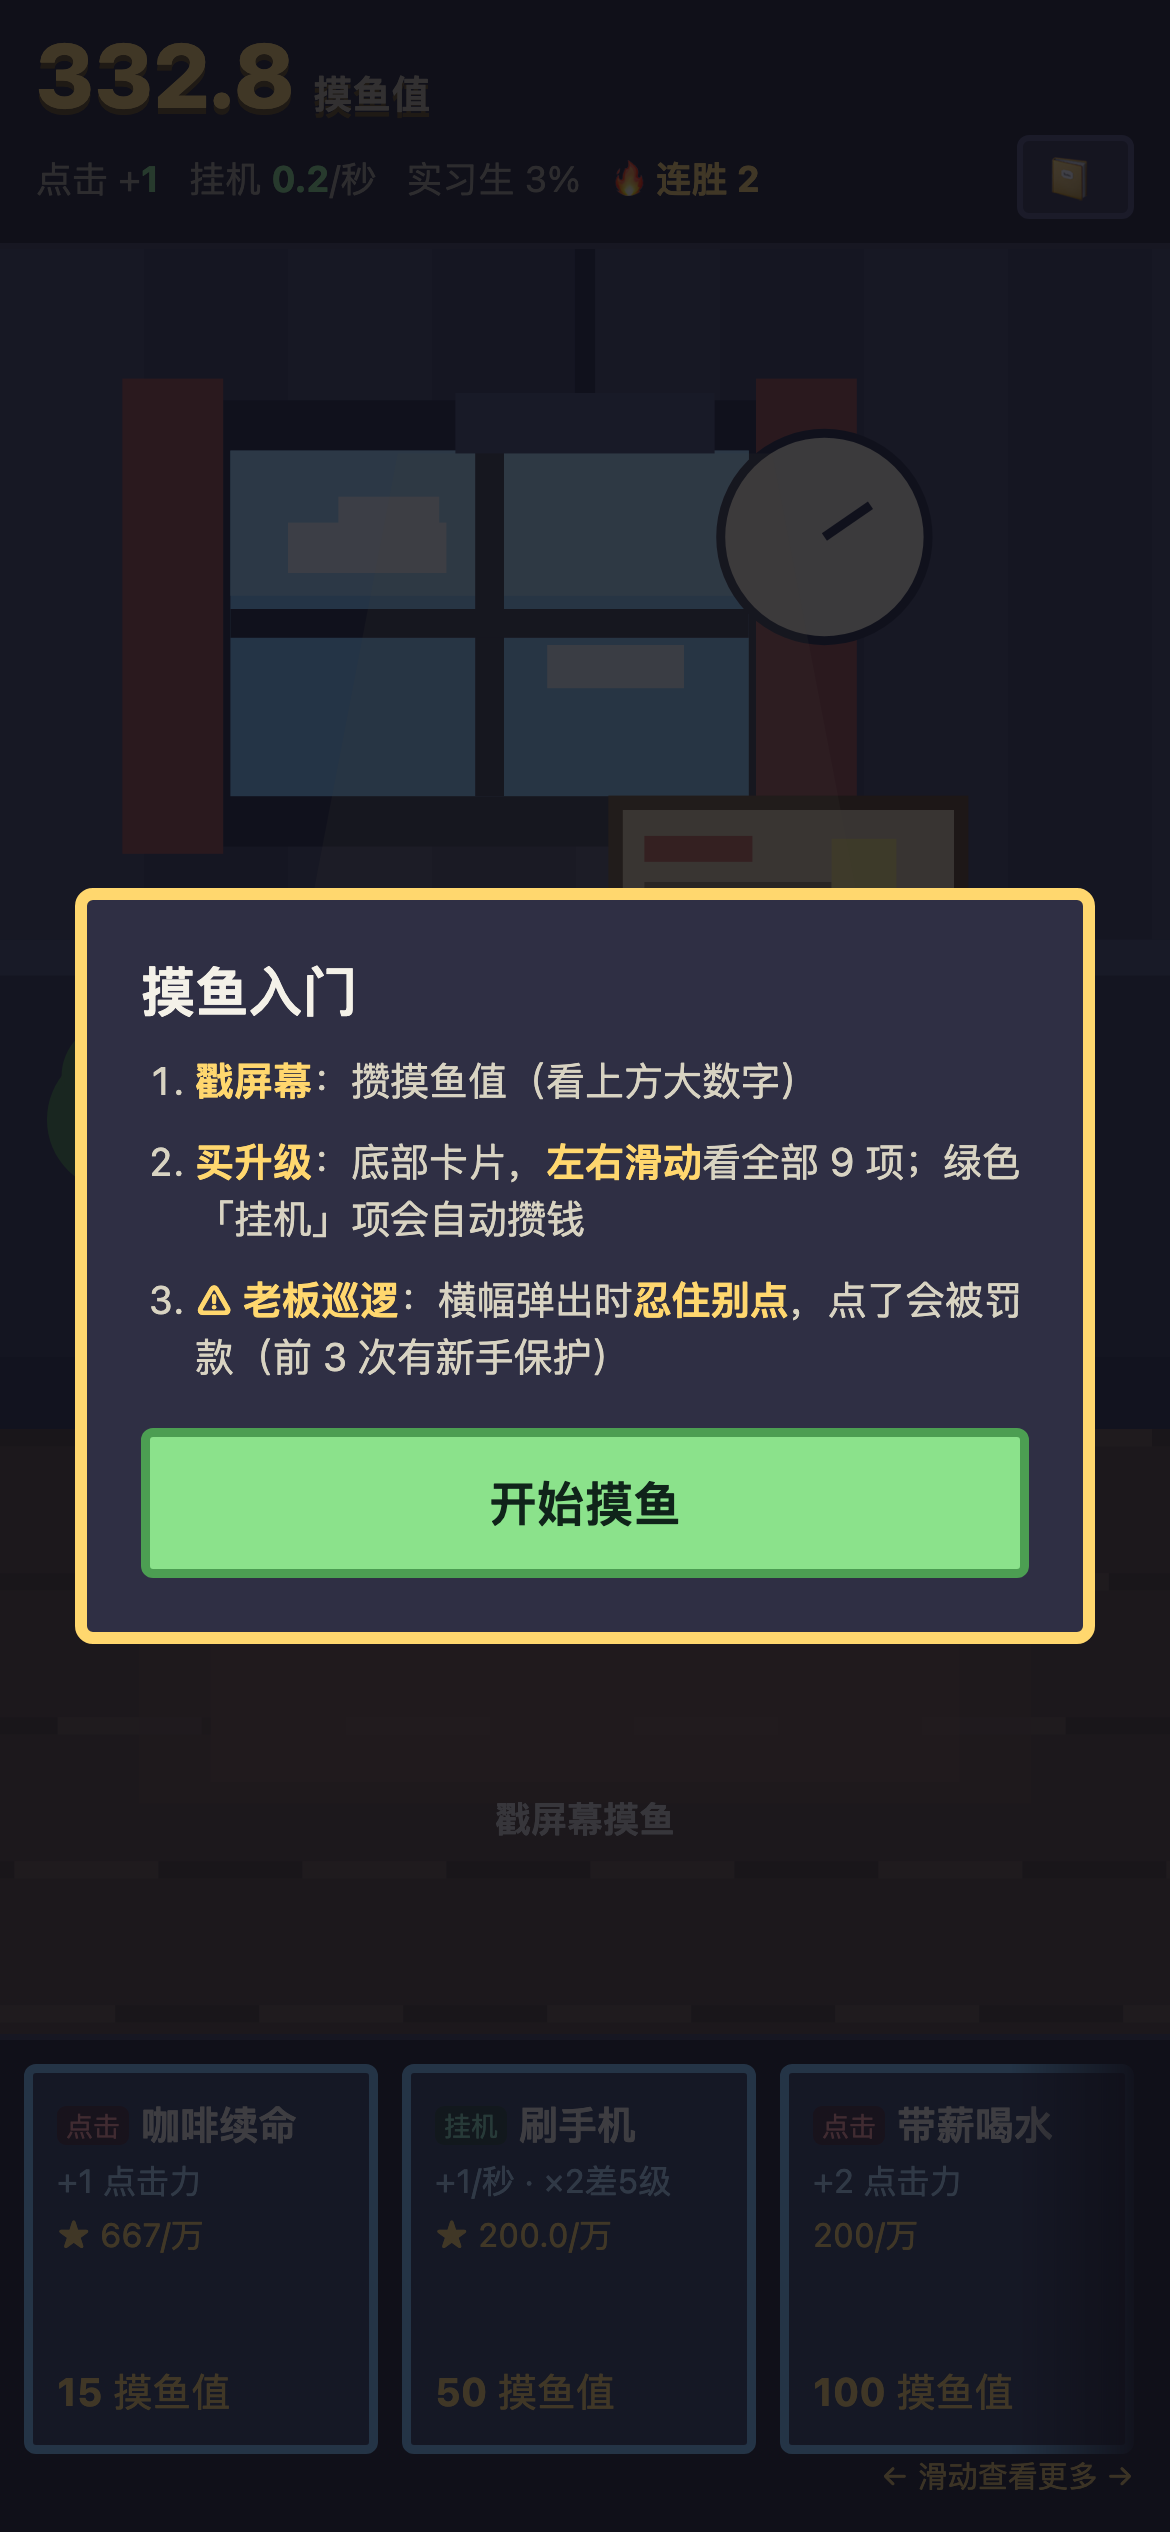 332.8 摸鱼值
点击 +1 挂机 0.2/秒 实习生 3% 🔥 连胜 2
摸鱼入门
1. 戳屏幕：攒摸鱼值（看上方大数字）
2. 买升级：底部卡片，左右滑动看全部 9 项；绿色
「挂机」项会自动攒钱
3. ⚠ 老板巡逻：横幅弹出时忍住别点，点了会被罚
款（前 3 次有新手保护）
开始摸鱼
戳屏幕摸鱼
点击 咖啡续命
+1 点击力
★ 667/万
15 摸鱼值
挂机 刷手机
+1/秒 · ×2差5级
★ 200.0/万
50 摸鱼值
点击 带薪喝水
+2 点击力
200/万
100 摸鱼值
← 滑动查看更多 →